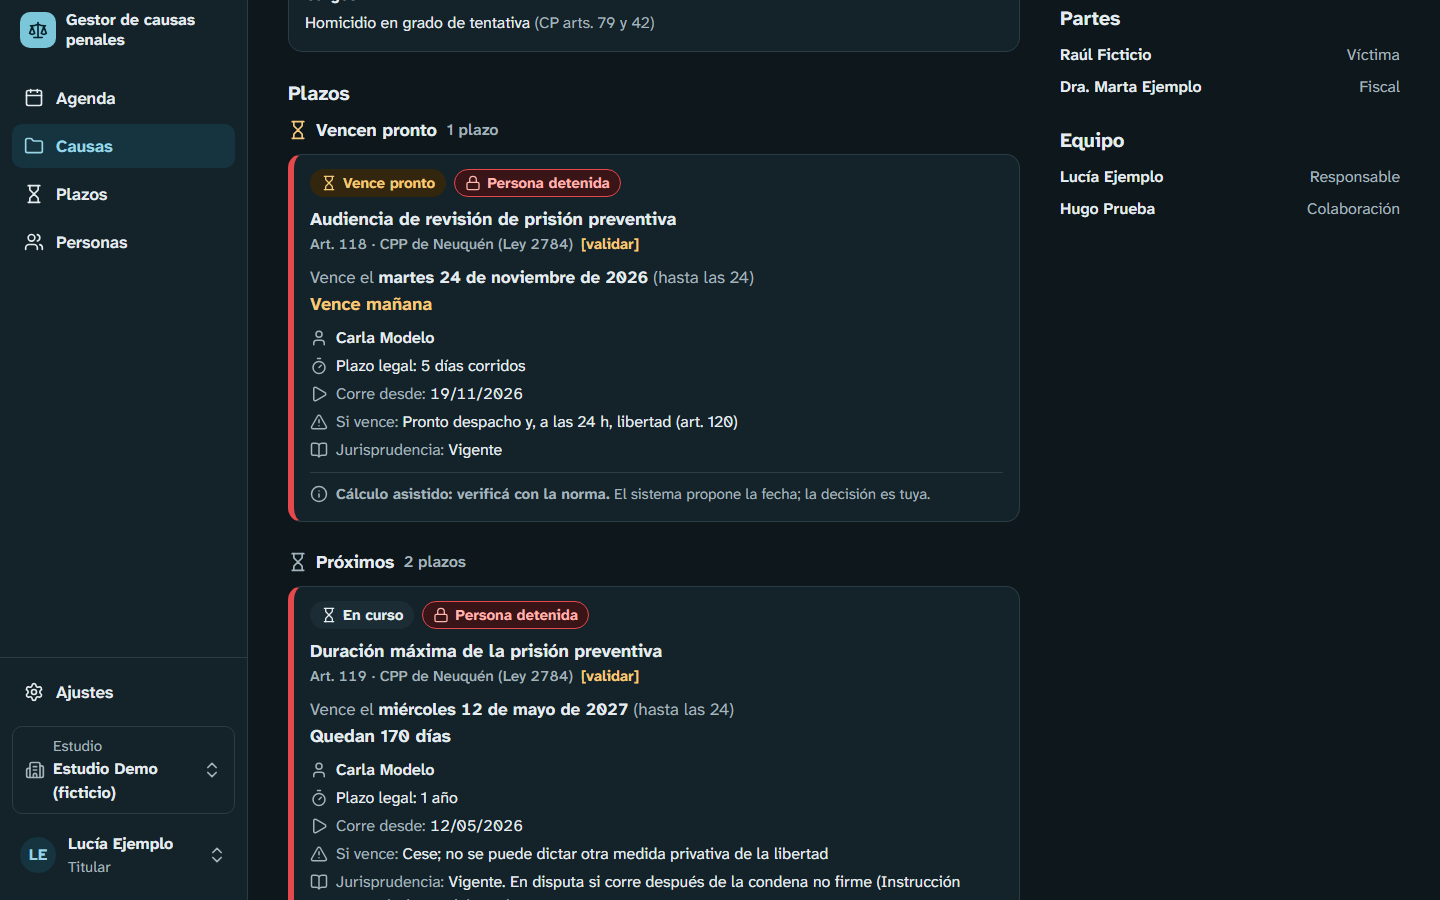 Gestor de causas
penales
Agenda
Causas
Plazos
Personas
Ajustes
Estudio
Estudio Demo
(ficticio)
LE
Lucía Ejemplo
Titular
Homicidio en grado de tentativa (CP arts. 79 y 42)
Plazos
Vencen pronto 1 plazo
Vence pronto
Persona detenida
Audiencia de revisión de prisión preventiva
Art. 118 · CPP de Neuquén (Ley 2784) [validar]
Vence el martes 24 de noviembre de 2026 (hasta las 24)
Vence mañana
Carla Modelo
Plazo legal: 5 días corridos
Corre desde: 19/11/2026
Si vence: Pronto despacho y, a las 24 h, libertad (art. 120)
Jurisprudencia: Vigente
Cálculo asistido: verificá con la norma. El sistema propone la fecha; la decisión es tuya.
Próximos 2 plazos
En curso
Persona detenida
Duración máxima de la prisión preventiva
Art. 119 · CPP de Neuquén (Ley 2784) [validar]
Vence el miércoles 12 de mayo de 2027 (hasta las 24)
Quedan 170 días
Carla Modelo
Plazo legal: 1 año
Corre desde: 12/05/2026
Si vence: Cese; no se puede dictar otra medida privativa de la libertad
Jurisprudencia: Vigente. En disputa si corre después de la condena no firme (Instrucción
Partes
Raúl Ficticio Víctima
Dra. Marta Ejemplo Fiscal
Equipo
Lucía Ejemplo Responsable
Hugo Prueba Colaboración